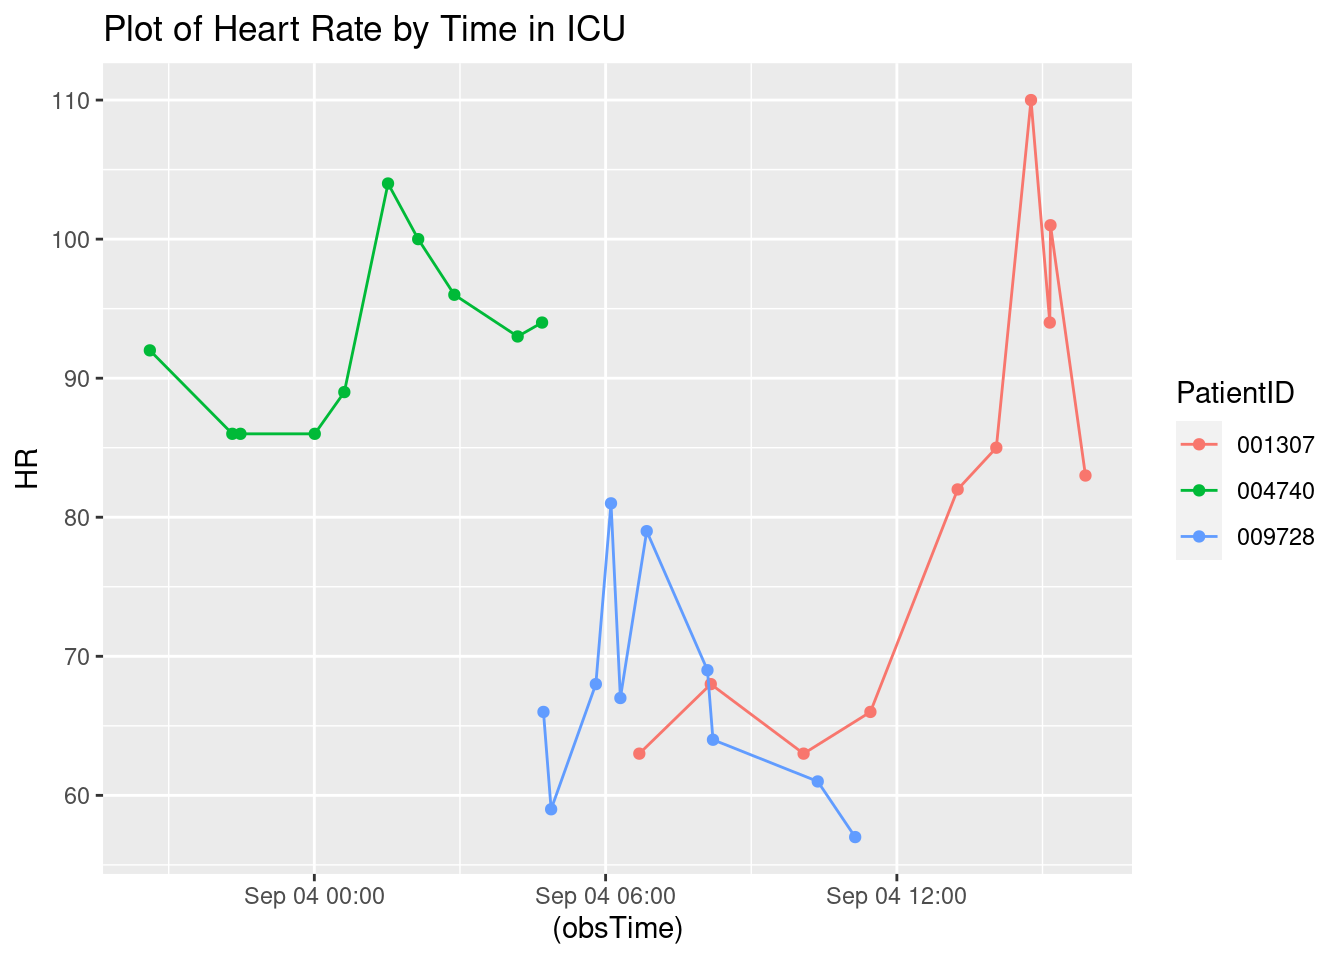 Plot of Heart Rate by Time in ICU
110
100
90
80
70
60
HR
Sep 04 00:00
Sep 04 06:00
Sep 04 12:00
(obsTime)
PatientID
001307
004740
009728